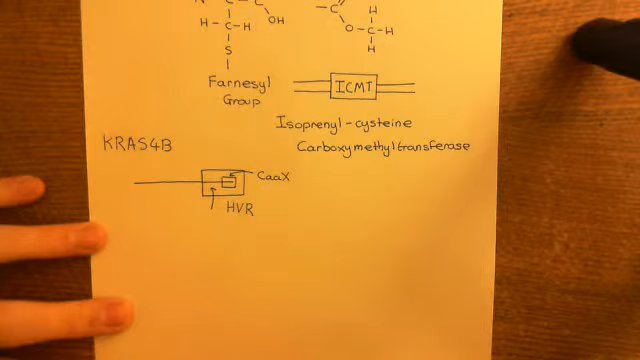 N C C
H-C-H
OH
S
Farnesyl
Group
-C
H
O-C-H
H
ICMT
Isoprenyl-cysteine
Carboxymethyltransferase
KRAS4B
CaaX
HVR